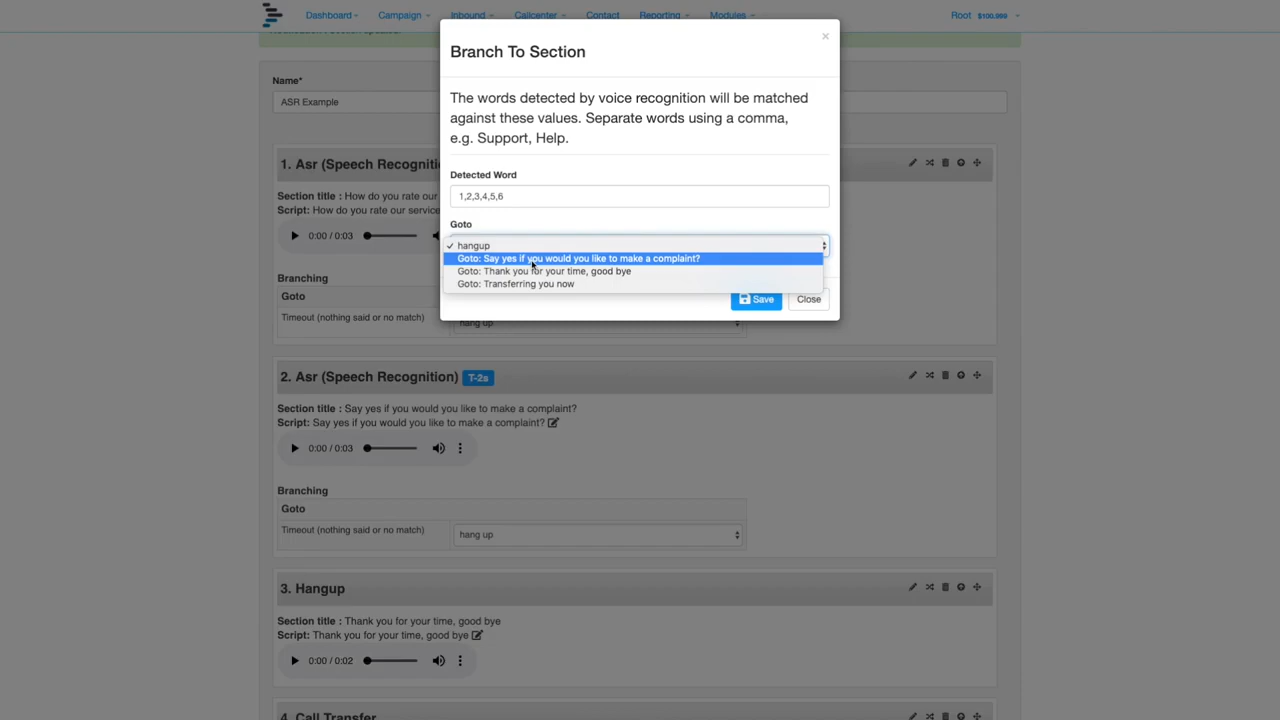 Dashboard Campaign Inbound Callcenter Contact Reporting Modules Root $100.999
Branch To Section
×
The words detected by voice recognition will be matched
against these values. Separate words using a comma,
e.g. Support, Help.
Detected Word
1,2,3,4,5,6
Goto
hangup
Goto: Say yes if you would you like to make a complaint?
Goto: Thank you for your time, good bye
Goto: Transferring you now
Save Close
Name*
ASR Example
1. Asr (Speech Recogniti
Section title : How do you rate our
Script: How do you rate our service
0:00 / 0:03
Branching
Goto
Timeout (nothing said or no match) hang up
2. Asr (Speech Recognition) T-2s
Section title : Say yes if you would you like to make a complaint?
Script: Say yes if you would you like to make a complaint?
0:00 / 0:03
Branching
Goto
Timeout (nothing said or no match) hang up
3. Hangup
Section title : Thank you for your time, good bye
Script: Thank you for your time, good bye
0:00 / 0:02
4. Call Transfer